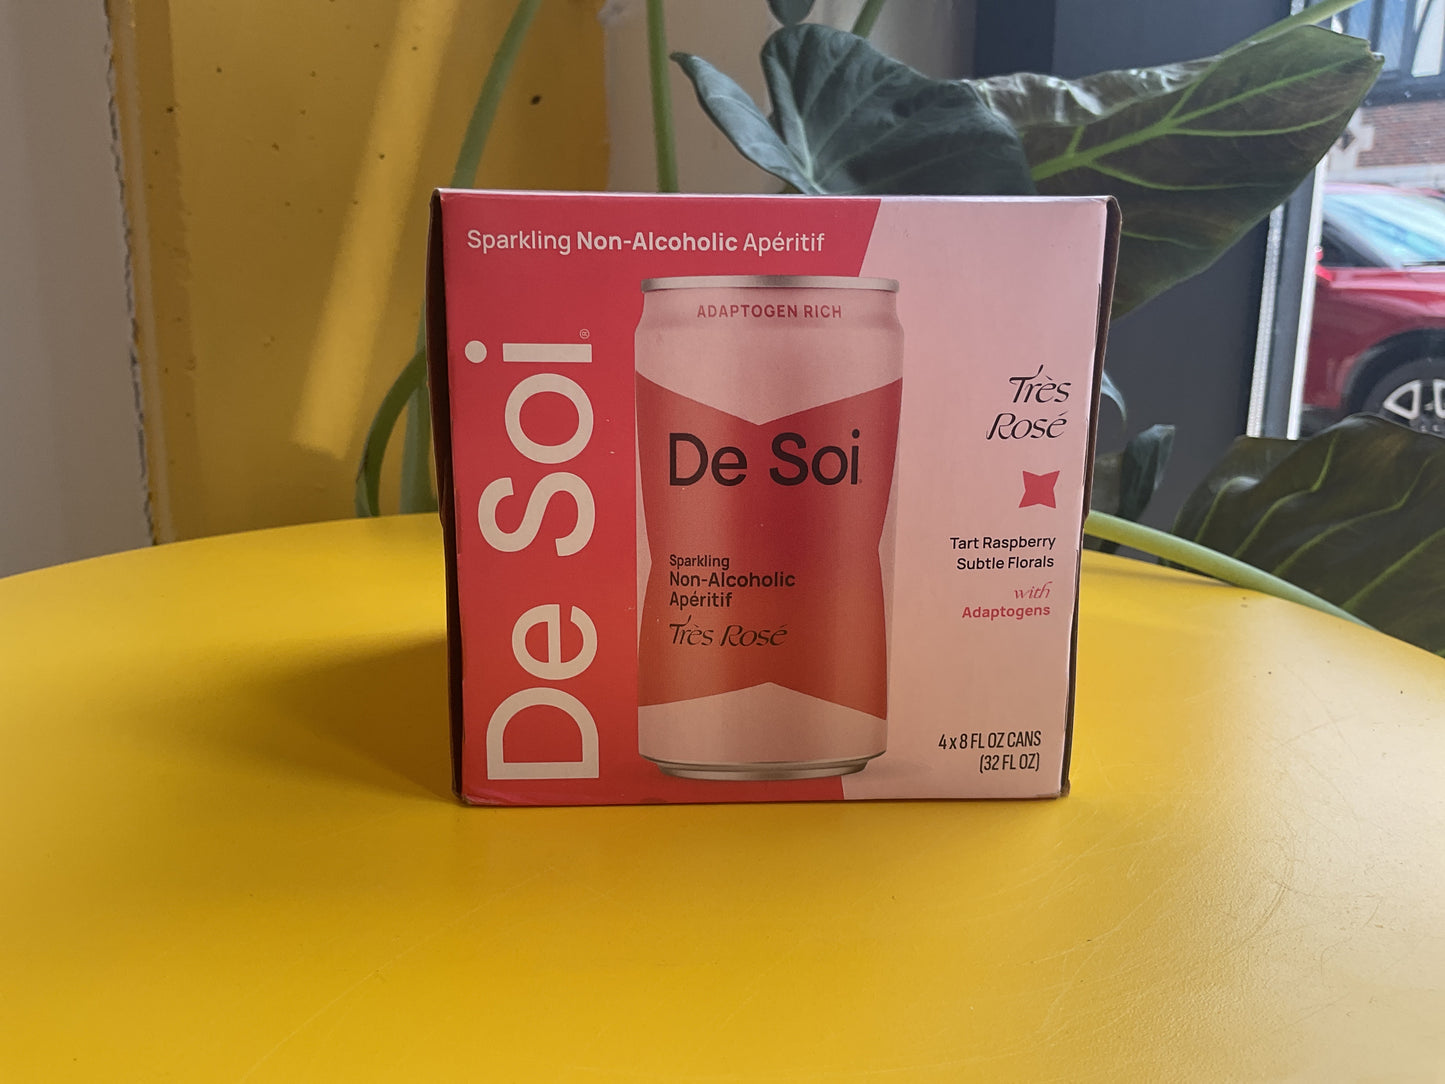 Sparkling Non-Alcoholic Apéritif
De Soi®
ADAPTOGEN RICH
De Soi
Sparkling
Non-Alcoholic
Apéritif
Très Rosé
Très
Rosé
Tart Raspberry
Subtle Florals
with
Adaptogens
4 x 8 FL OZ CANS
(32 FL OZ)